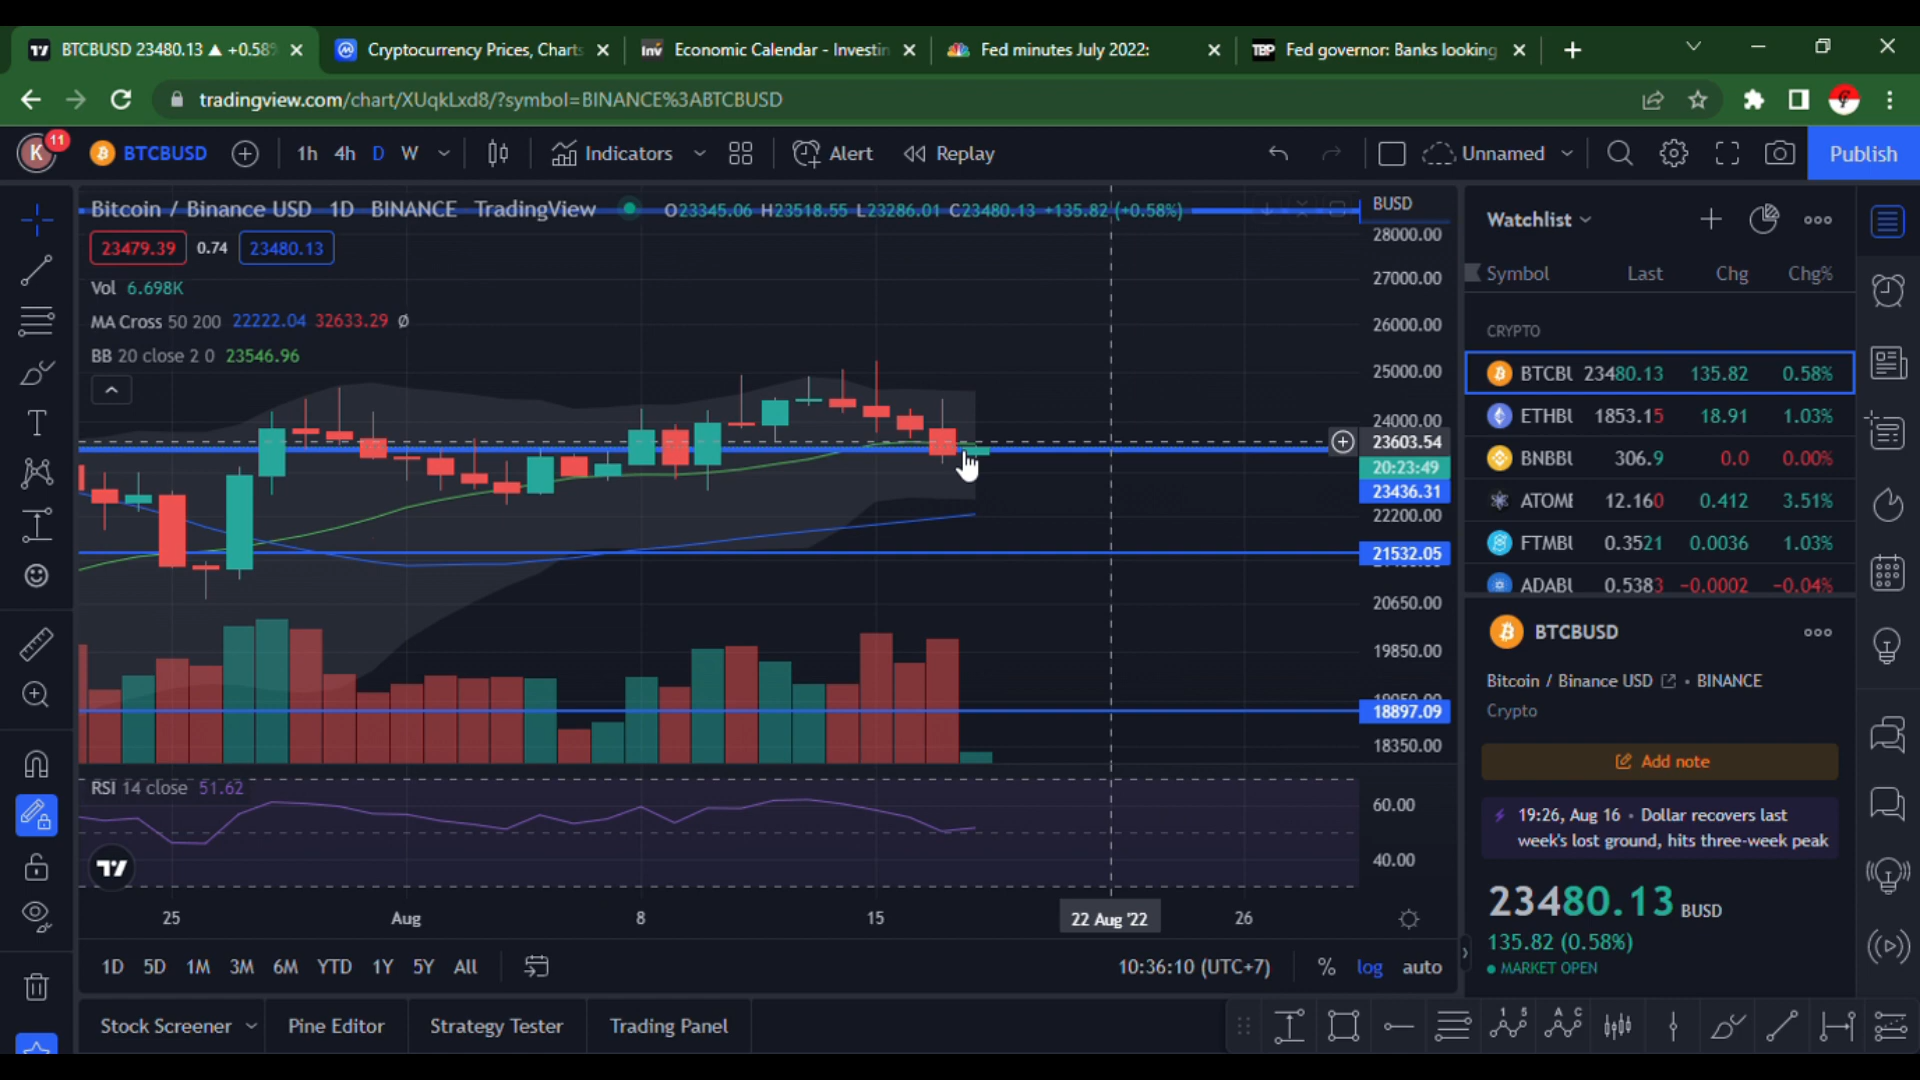 BTCBUSD 23480.13 ▲ +0.58%
Cryptocurrency Prices, Charts
Inv Economic Calendar - Investin
Fed minutes July 2022:
TBP Fed governor: Banks looking
tradingview.com/chart/XUqkLxd8/?symbol=BINANCE%3ABTCBUSD
K 11 BTCBUSD 1h 4h D W Indicators Alert Replay Unnamed Publish
Bitcoin / Binance USD 1D BINANCE TradingView O23345.06 H23518.55 L23286.01 C23480.13 +135.82 (+0.58%)
BUSD
23479.39 0.74 23480.13
Vol 6.698K
MA Cross 50 200 22222.04 32633.29 Ø
BB 20 close 2 0 23546.96
28000.00
27000.00
26000.00
25000.00
24000.00
23603.54
20:23:49
23436.31
22200.00
21532.05
20650.00
19850.00
18897.09
18350.00
RSI 14 close 51.62
60.00
40.00
25 Aug 8 15 22 Aug '22 26
1D 5D 1M 3M 6M YTD 1Y 5Y All
10:36:10 (UTC+7) % log auto
Stock Screener Pine Editor Strategy Tester Trading Panel
Watchlist
Symbol Last Chg Chg%
CRYPTO
BTCBU 23480.13 135.82 0.58%
ETHBU 1853.15 18.91 1.03%
BNBBU 306.9 0.0 0.00%
ATOME 12.160 0.412 3.51%
FTMBU 0.3521 0.0036 1.03%
ADABU 0.5383 -0.0002 -0.04%
BTCBUSD
Bitcoin / Binance USD • BINANCE
Crypto
Add note
19:26, Aug 16 • Dollar recovers last
week's lost ground, hits three-week peak
23480.13 BUSD
135.82 (0.58%)
MARKET OPEN